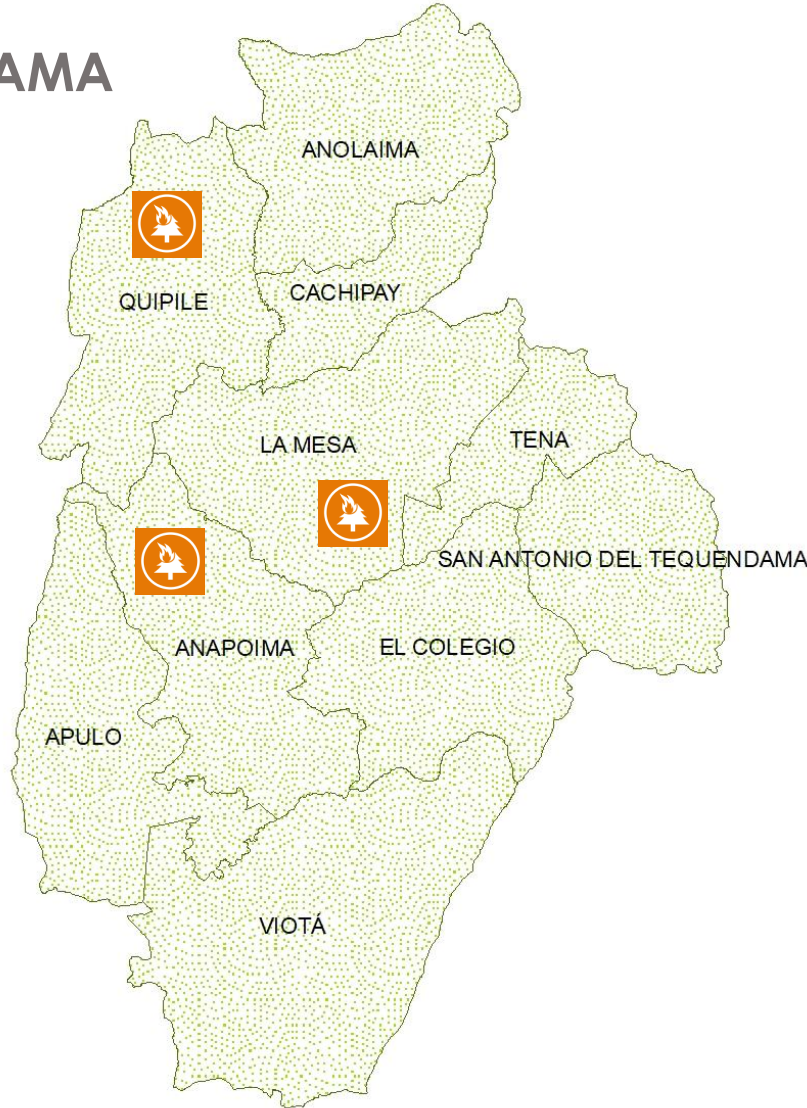 AMA
ANOLAIMA
CACHIPAY
QUIPILE
LA MESA
TENA
SAN ANTONIO DEL TEQUENDAMA
ANAPOIMA
EL COLEGIO
APULO
VIOTÁ